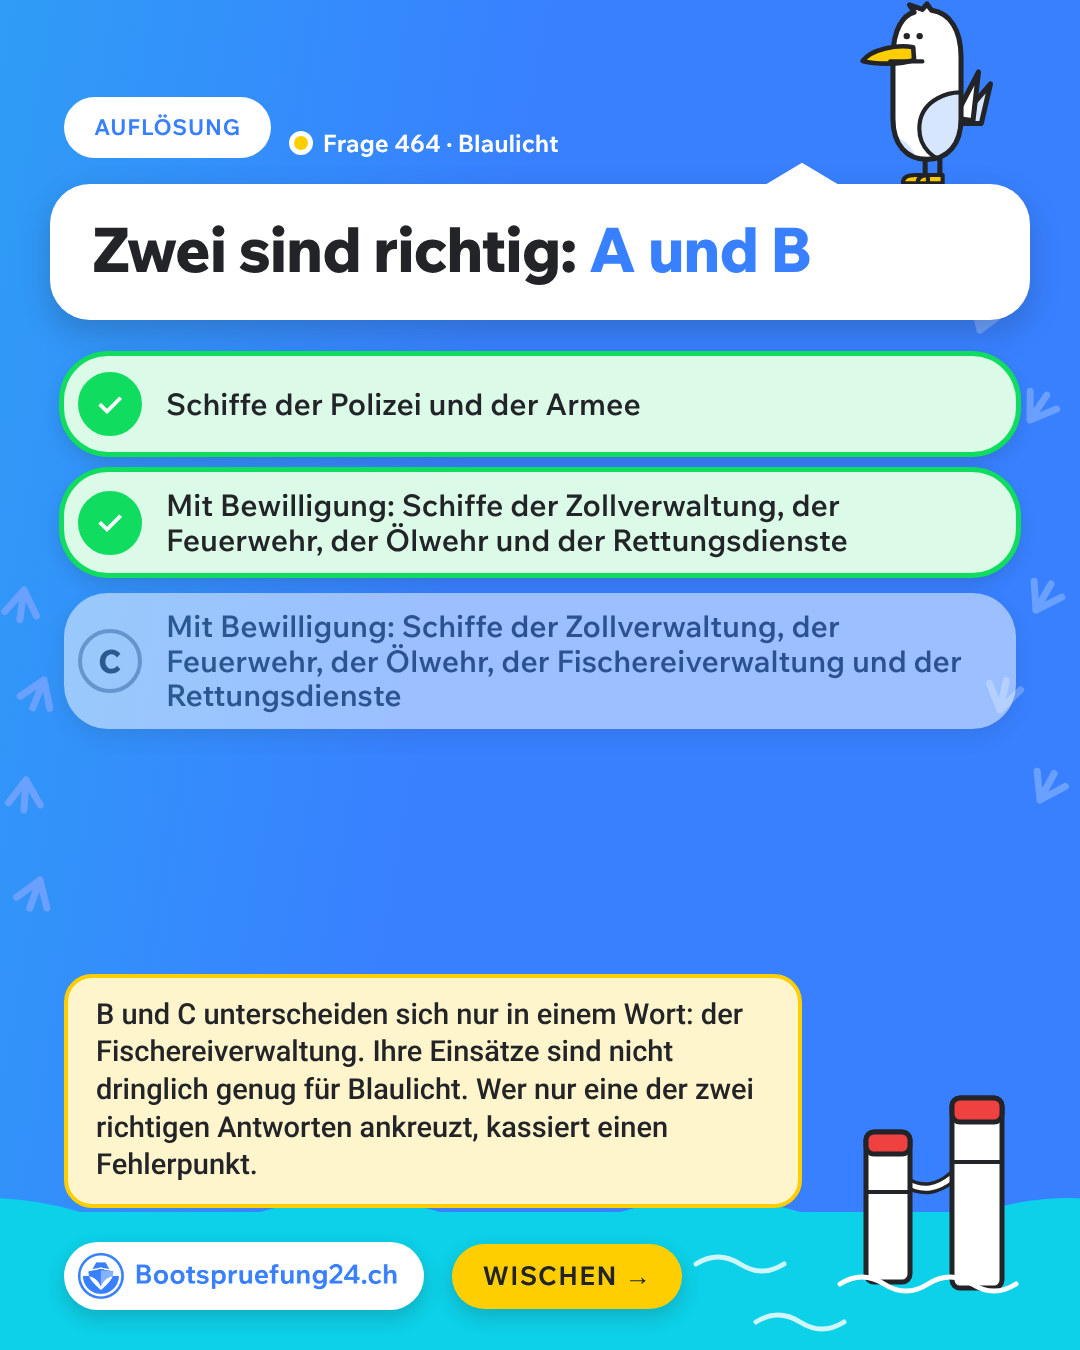 AUFLÖSUNG
Frage 464 · Blaulicht
Zwei sind richtig: A und B
Schiffe der Polizei und der Armee
Mit Bewilligung: Schiffe der Zollverwaltung, der
Feuerwehr, der Ölwehr und der Rettungsdienste
C
Mit Bewilligung: Schiffe der Zollverwaltung, der
Feuerwehr, der Ölwehr, der Fischereiverwaltung und der
Rettungsdienste
B und C unterscheiden sich nur in einem Wort: der
Fischereiverwaltung. Ihre Einsätze sind nicht
dringlich genug für Blaulicht. Wer nur eine der zwei
richtigen Antworten ankreuzt, kassiert einen
Fehlerpunkt.
Bootspruefung24.ch
WISCHEN →